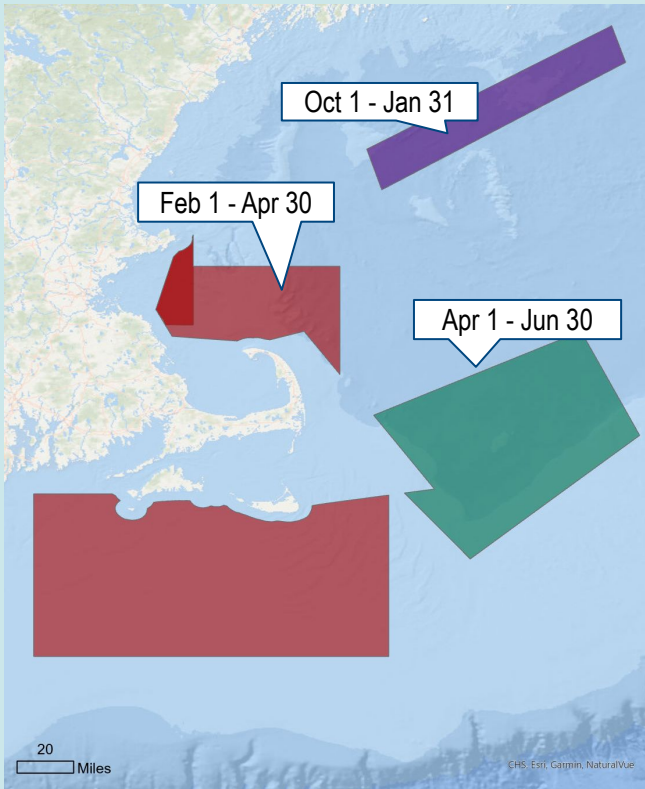 Oct 1 - Jan 31
Feb 1 - Apr 30
Apr 1 - Jun 30
20
Miles
CHS, Esri, Garmin, NaturalVue